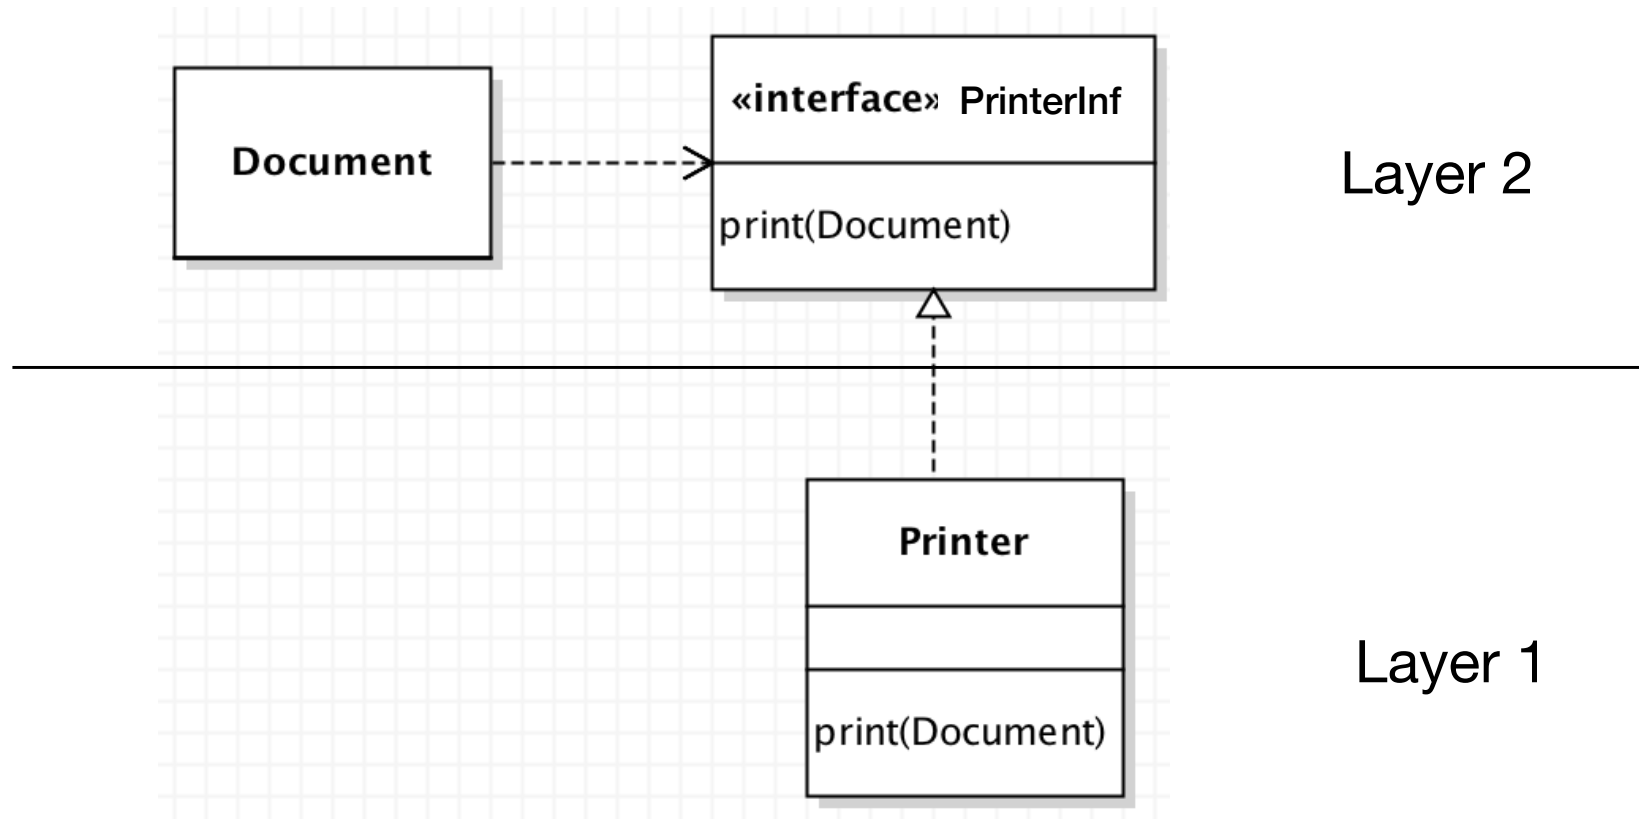 «interface» PrinterInf
Document
print(Document)
Layer 2
Printer
print(Document)
Layer 1